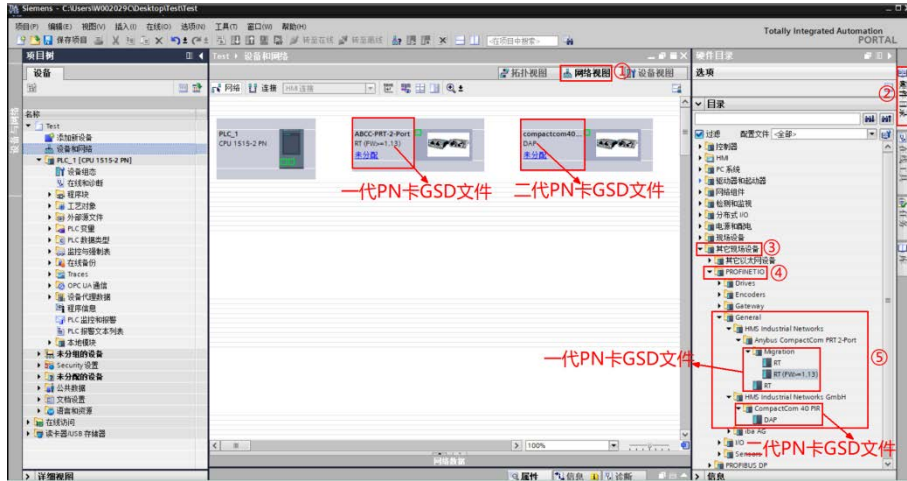 Siemens - C:\Users\W002029C\Desktop\Test\Test
项目(P) 编辑(E) 视图(V) 插入(I) 在线(O) 选项(N) 工具(T) 窗口(W) 帮助(H)
Totally Integrated Automation
PORTAL
保存项目
转至在线
转至离线
<在项目中搜索>
项目树
Test
设备和网络
硬件目录
设备
拓扑视图
网络视图
①
设备视图
选项
②
网络
连接
HMI 连接
目录
名称
Test
添加新设备
设备和网络
PLC_1 [CPU 1515-2 PN]
设备组态
在线和诊断
程序块
工艺对象
外部源文件
PLC 变量
PLC 数据类型
监控与强制表
在线备份
Traces
OPC UA 通信
设备代理数据
程序信息
PLC 监控和报警
PLC 报警文本列表
本地模块
未分组的设备
Security 设置
未分配的设备
公共数据
文档设置
语言和资源
在线访问
读卡器/USB 存储器
详细视图
PLC_1
CPU 1515-2 PN
ABCC-PRT-2-Port
RT (FW>=1.13)
未分配
compactcom40...
DAP
未分配
一代PN卡GSD文件
二代PN卡GSD文件
100%
网络数据
属性
信息
诊断
过滤
配置文件
<全部>
控制器
HMI
PC 系统
驱动器和起动器
网络组件
检测和监视
分布式 I/O
电源和配电
现场设备
其它现场设备
③
其它以太网设备
PROFINET IO
④
Drives
Encoders
Gateway
General
HMS Industrial Networks
Anybus CompactCom PRT 2-Port
⑤
Migration
RT
RT (FW>=1.13)
RT
一代PN卡GSD文件
HMS Industrial Networks GmbH
CompactCom 40 PIR
DAP
iba AG
I/O
二代PN卡GSD文件
Sensors
PROFIBUS DP
信息